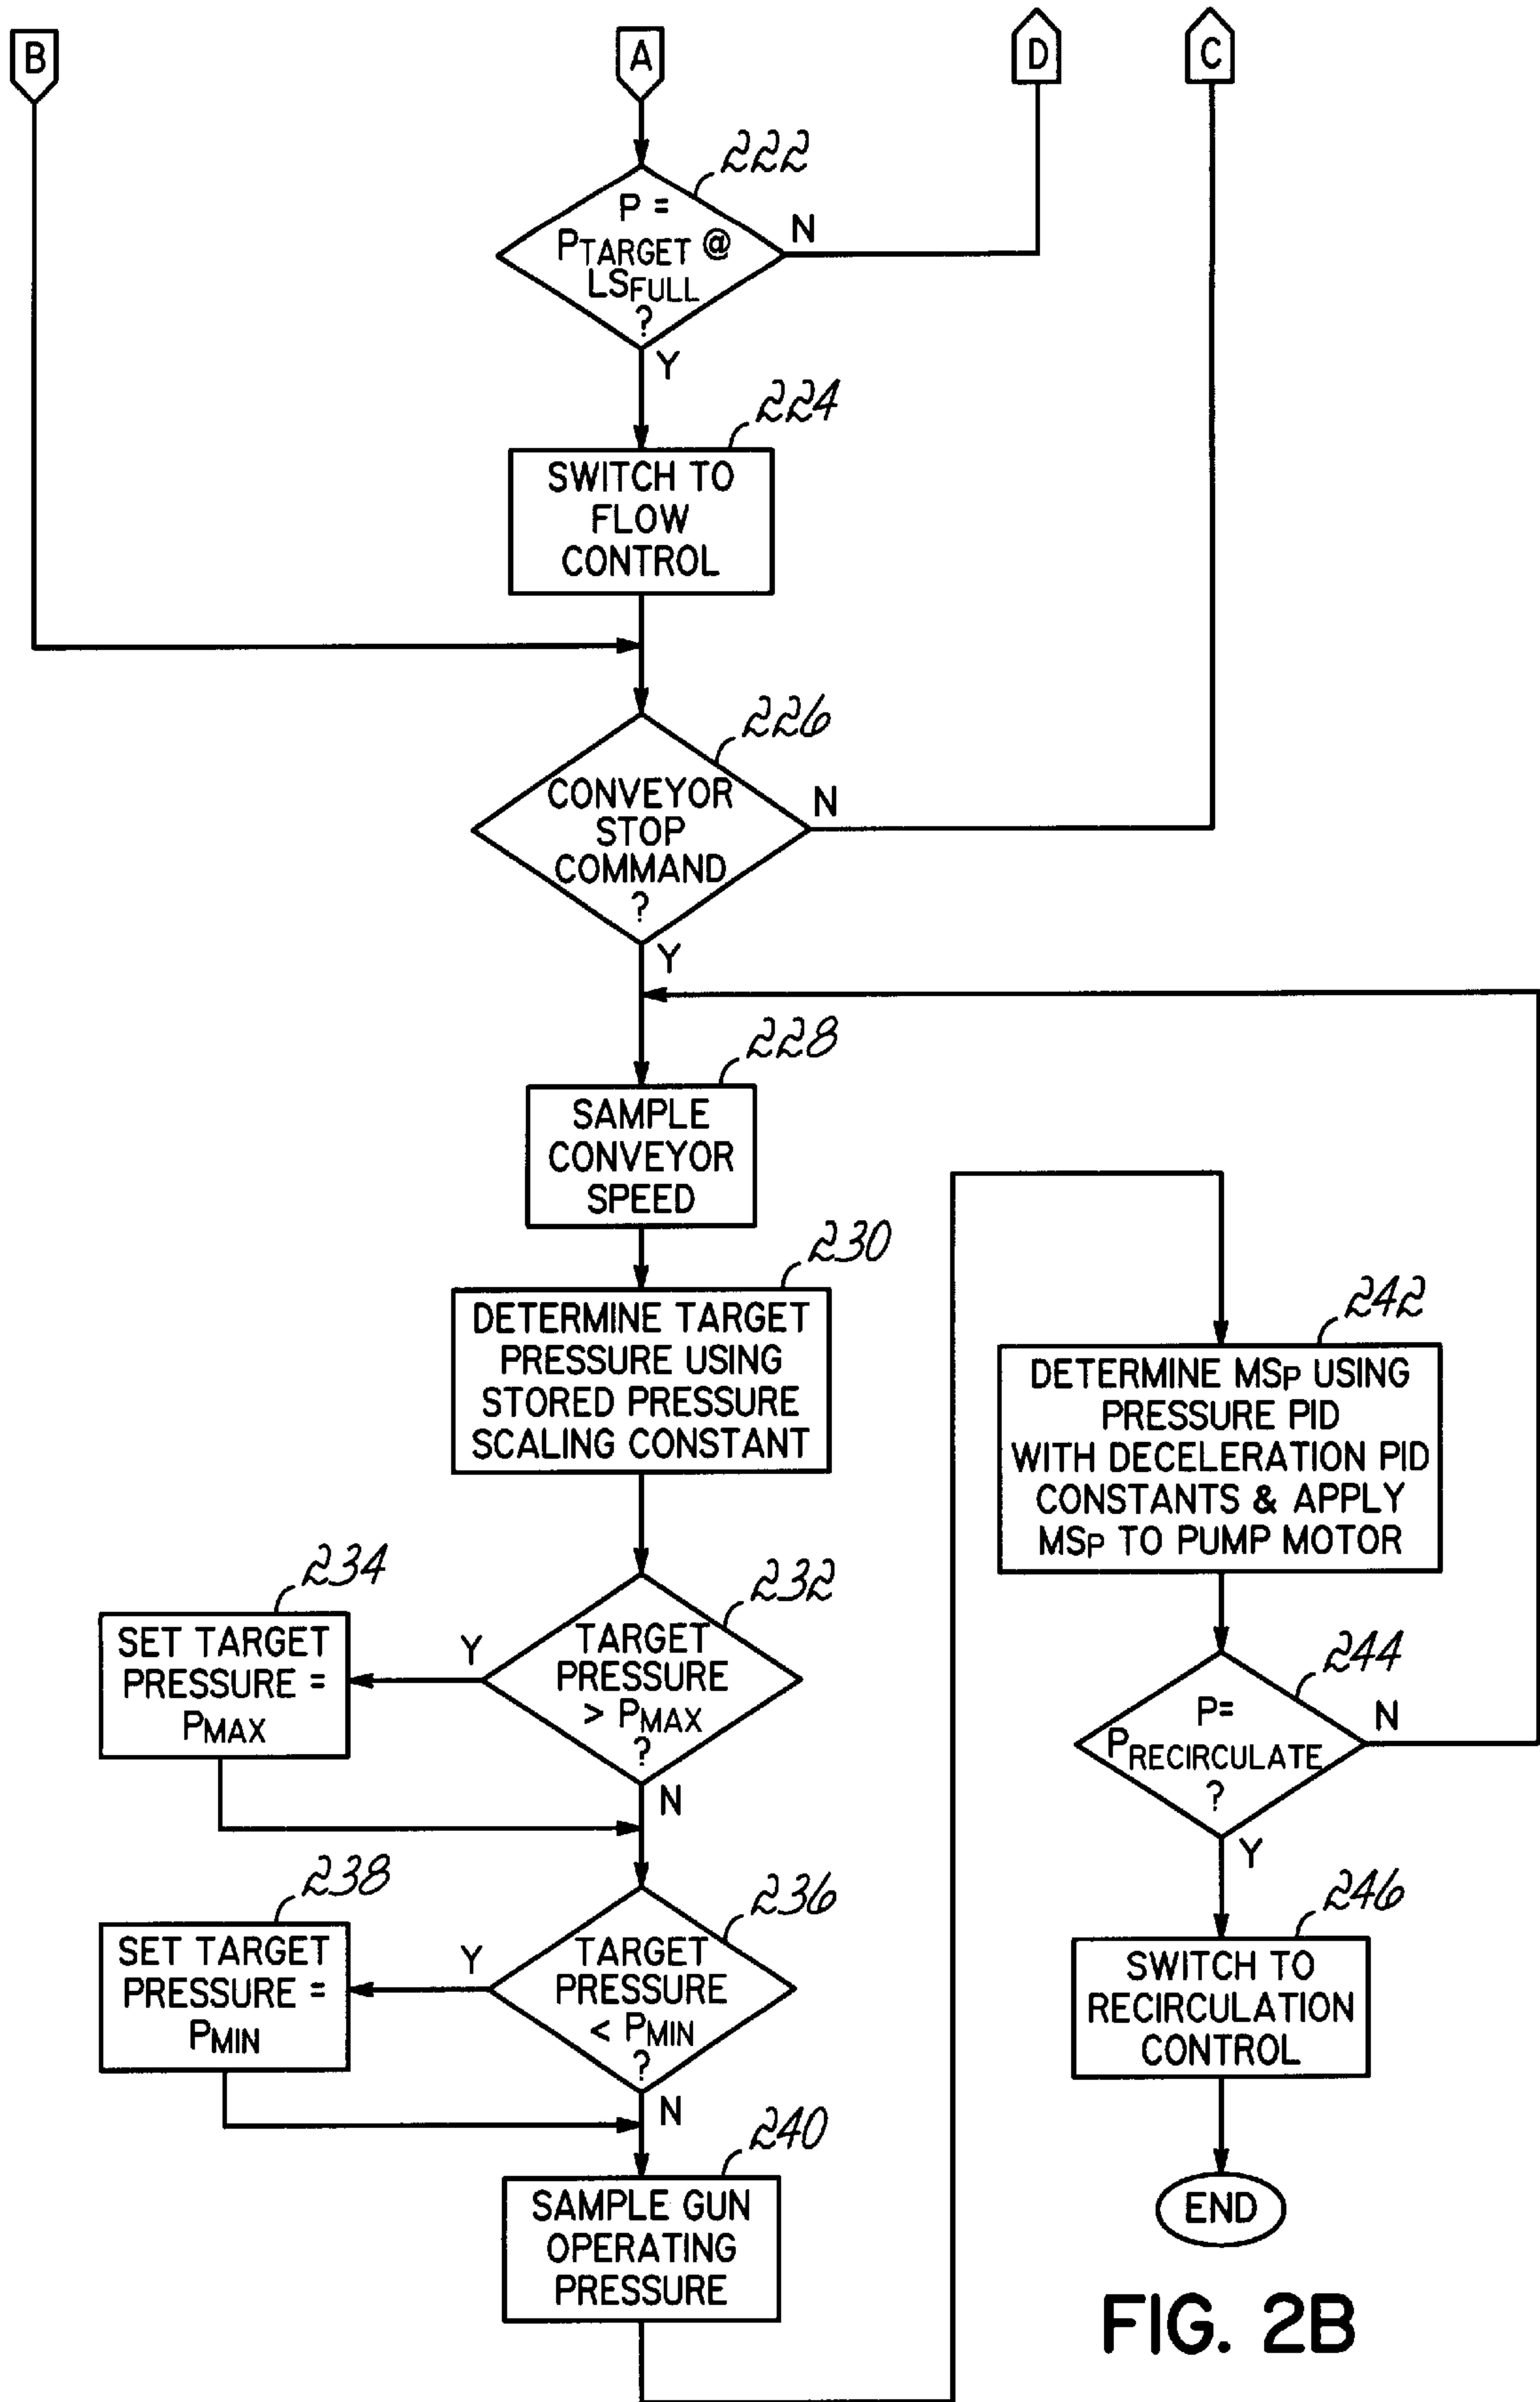 B
A
D
C
222
P =
PTARGET @
LSFULL
?
N
Y
224
SWITCH TO
FLOW
CONTROL
226
CONVEYOR
STOP
COMMAND
?
N
Y
228
SAMPLE
CONVEYOR
SPEED
230
DETERMINE TARGET
PRESSURE USING
STORED PRESSURE
SCALING CONSTANT
232
TARGET
PRESSURE
> PMAX
?
Y
N
234
SET TARGET
PRESSURE =
PMAX
236
TARGET
PRESSURE
< PMIN
?
Y
N
238
SET TARGET
PRESSURE =
PMIN
240
SAMPLE GUN
OPERATING
PRESSURE
242
DETERMINE MSP USING
PRESSURE PID
WITH DECELERATION PID
CONSTANTS & APPLY
MSP TO PUMP MOTOR
244
P=
PRECIRCULATE
?
N
Y
246
SWITCH TO
RECIRCULATION
CONTROL
END
FIG. 2B